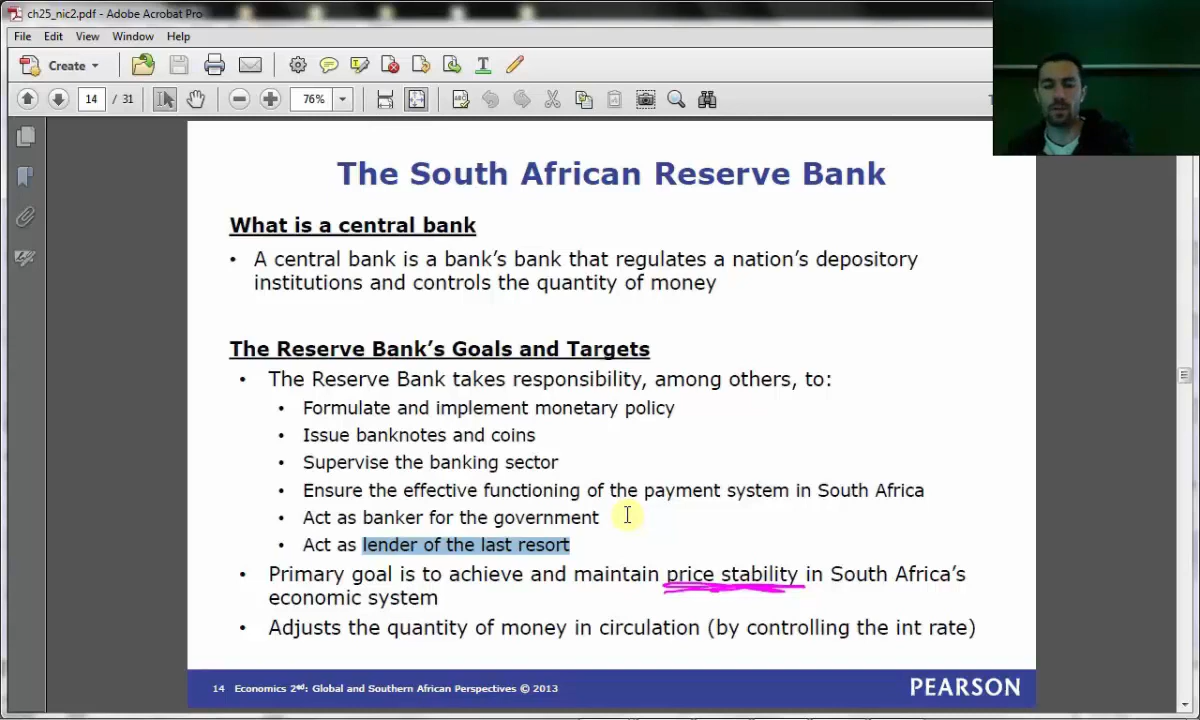 ch25_nic2.pdf - Adobe Acrobat Pro
File Edit View Window Help
Create
14 / 31 76%
The South African Reserve Bank
What is a central bank
• A central bank is a bank's bank that regulates a nation's depository
institutions and controls the quantity of money
The Reserve Bank's Goals and Targets
• The Reserve Bank takes responsibility, among others, to:
• Formulate and implement monetary policy
• Issue banknotes and coins
• Supervise the banking sector
• Ensure the effective functioning of the payment system in South Africa
• Act as banker for the government
• Act as lender of the last resort
• Primary goal is to achieve and maintain price stability in South Africa's
economic system
• Adjusts the quantity of money in circulation (by controlling the int rate)
14 Economics 2ed: Global and Southern African Perspectives © 2013
PEARSON